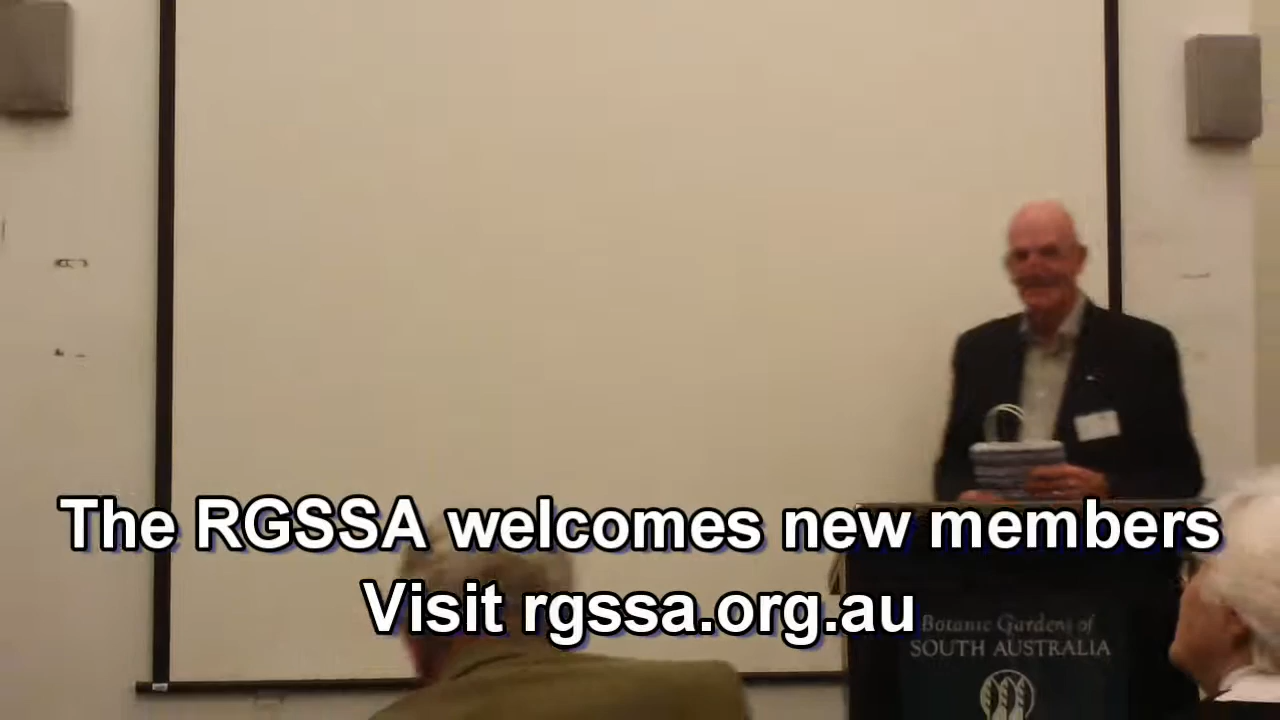 The RGSSA welcomes new members
Visit rgssa.org.au
Botanic Gardens of
SOUTH AUSTRALIA